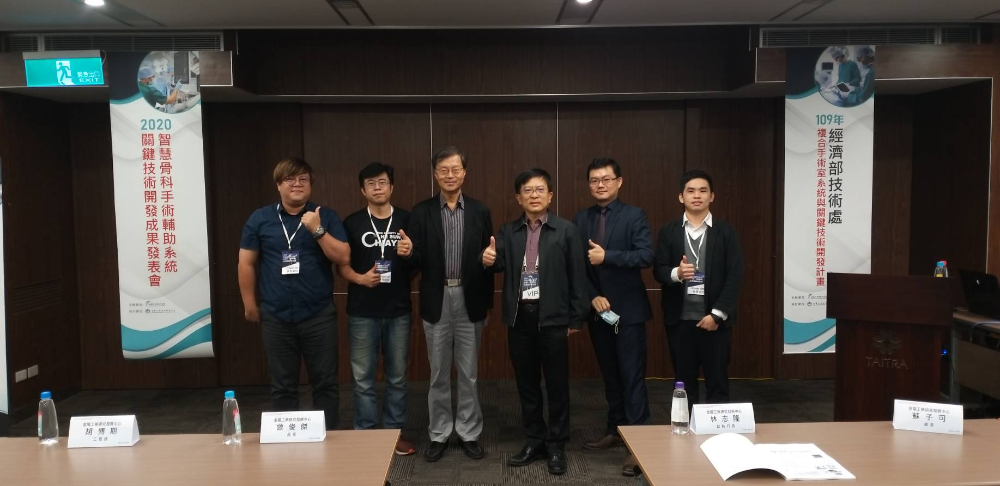 緊急出口
EXIT
2020
智慧骨科手術輔助系統
關鍵技術開發成果發表會
主辦單位:
執行單位:
109年
經濟部技術處
複合手術室系統與關鍵技術開發計畫
主辦單位:
執行單位:
THE COUNTY OF
THE SUN
CHIAYI
VIP
TAITRA
金屬工業研究發展中心
胡博期
工程師
金屬工業研究發展中心
曾俊傑
組長
金屬工業研究發展中心
林志隆
副執行長
金屬工業研究發展中心
蘇子可
處長